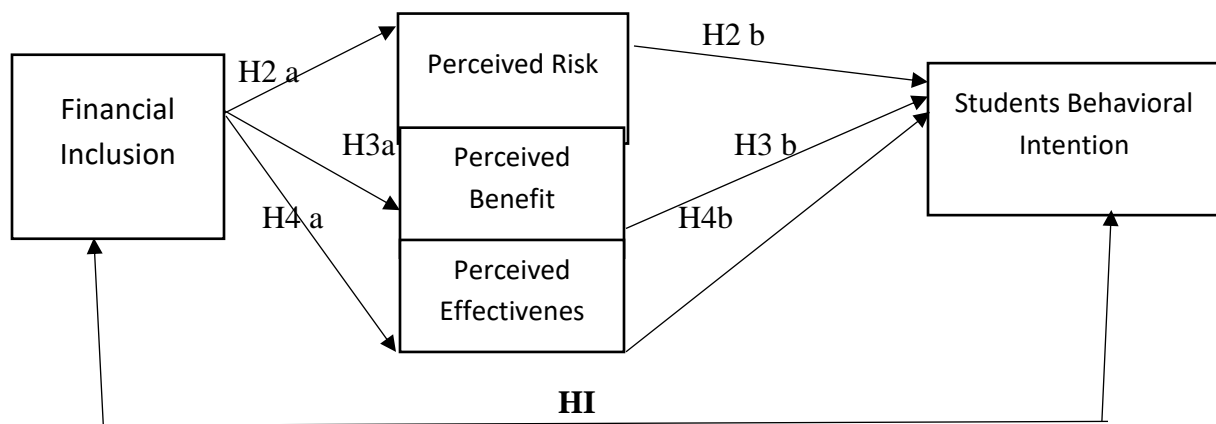 Financial
Inclusion
H2 a
H3a
H4 a
Perceived Risk
Perceived
Benefit
Perceived
Effectivenes
H2 b
H3 b
H4b
Students Behavioral
Intention
HI